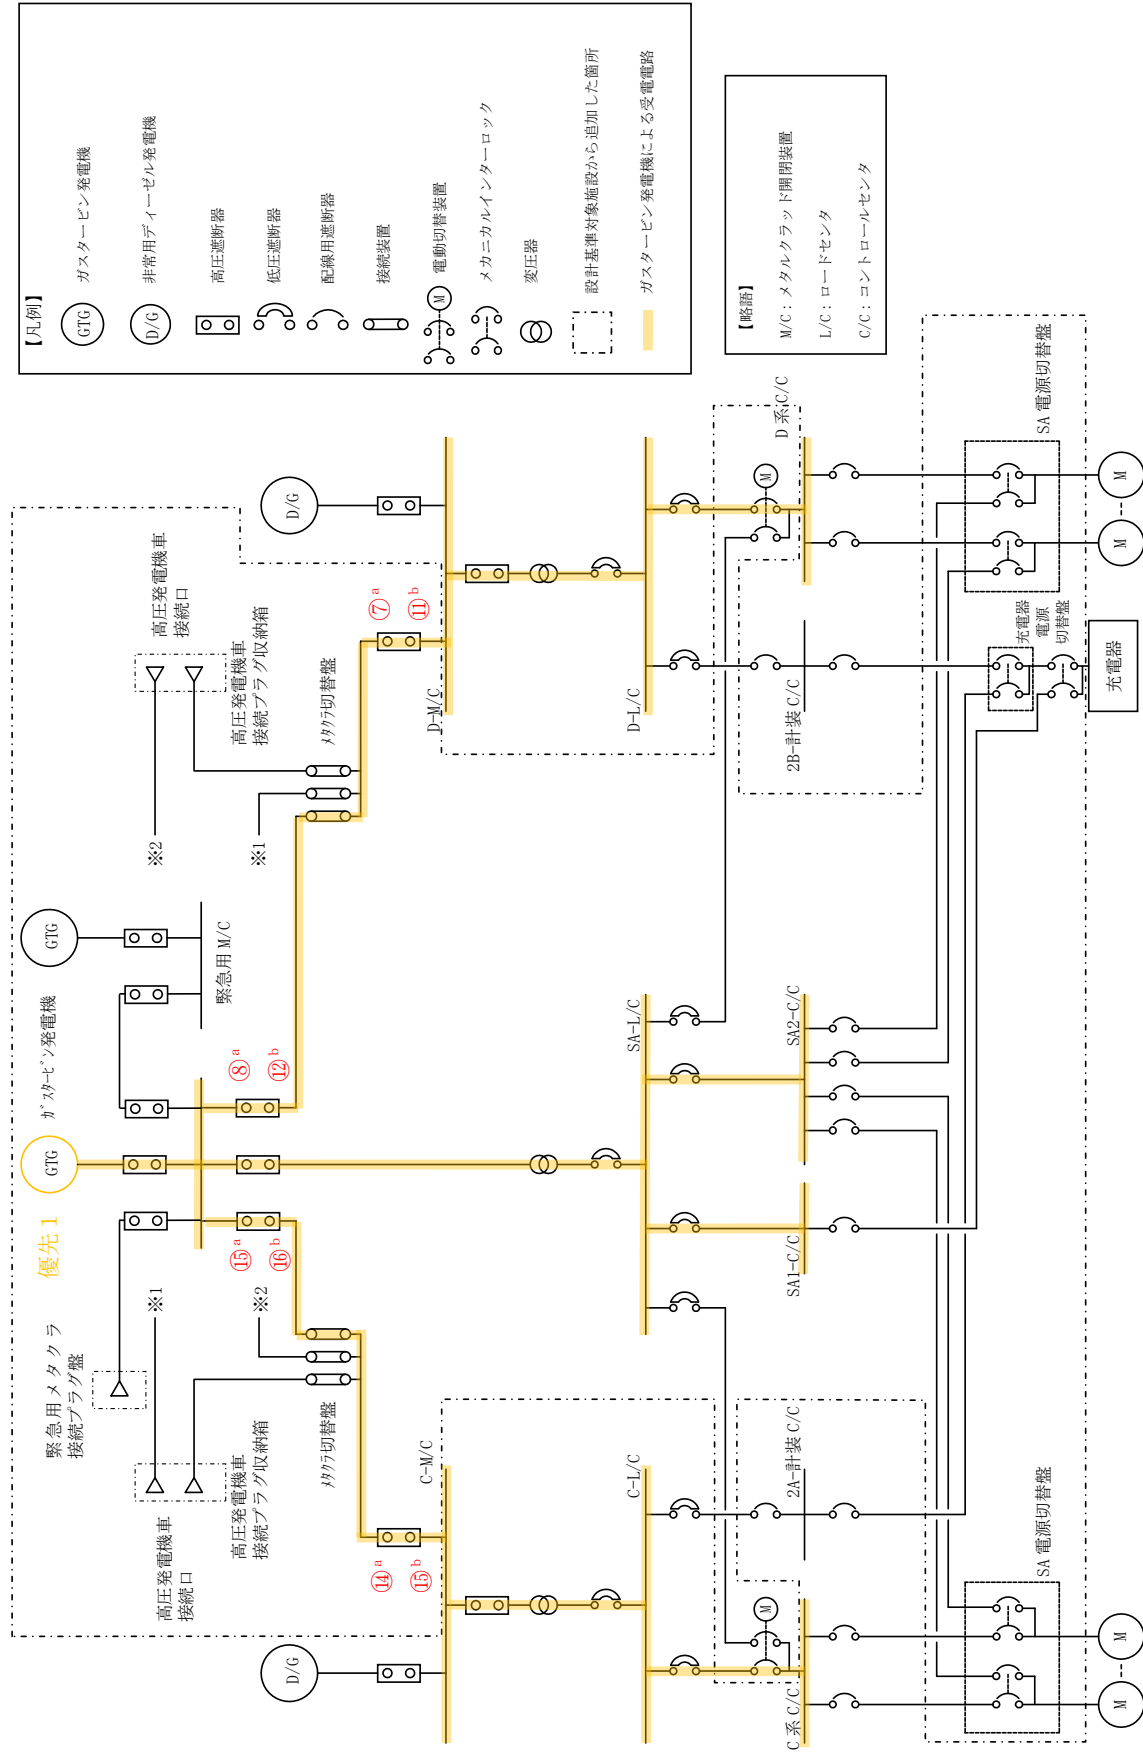 【凡例】
GTG
ガスタービン発電機
D/G
非常用ディーゼル発電機
高圧遮断器
低圧遮断器
配線用遮断器
接続装置
M
電動切替装置
メカニカルインターロック
変圧器
設計基準対象施設から追加した箇所
ガスタービン発電機による受電電路
【略語】
M/C：メタルクラッド開閉装置
L/C：ロードセンタ
C/C：コントロールセンタ
優先1
GTG
ｶﾞｽﾀｰﾋﾞﾝ発電機
GTG
緊急用 M/C
緊急用メタクラ
接続プラグ盤
※1
※2
高圧発電機車
接続口
高圧発電機車
接続プラグ収納箱
ﾒﾀｸﾗ切替盤
⑮a
⑯b
⑧a
⑫b
⑭a
⑮b
⑦a
⑪b
※2
※1
高圧発電機車
接続口
高圧発電機車
接続プラグ収納箱
ﾒﾀｸﾗ切替盤
D/G
D/G
C-M/C
D-M/C
C-L/C
SA-L/C
D-L/C
M
M
C 系 C/C
2A-計装 C/C
SA1-C/C
SA2-C/C
2B-計装 C/C
D 系 C/C
SA 電源切替盤
充電器
電源
切替盤
SA 電源切替盤
充電器
M
M
M
M